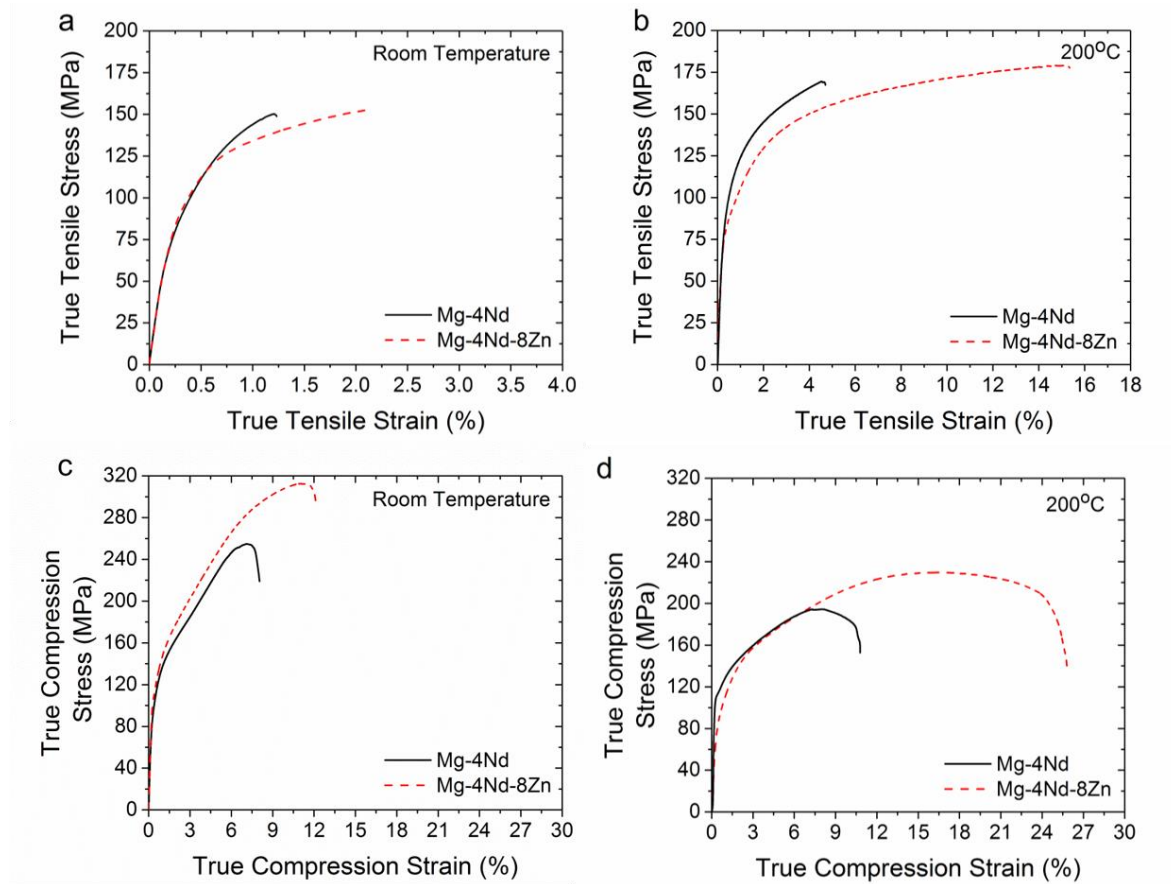 a
Room Temperature
200
175
150
125
100
75
50
25
0
True Tensile Stress (MPa)
Mg-4Nd
Mg-4Nd-8Zn
0.0 0.5 1.0 1.5 2.0 2.5 3.0 3.5 4.0
True Tensile Strain (%)
b
200°C
200
175
150
125
100
75
50
25
0
True Tensile Stress (MPa)
Mg-4Nd
Mg-4Nd-8Zn
0 2 4 6 8 10 12 14 16 18
True Tensile Strain (%)
c
Room Temperature
320
280
240
200
160
120
80
40
0
True Compression
Stress (MPa)
Mg-4Nd
Mg-4Nd-8Zn
0 3 6 9 12 15 18 21 24 27 30
True Compression Strain (%)
d
200°C
320
280
240
200
160
120
80
40
0
True Compression
Stress (MPa)
Mg-4Nd
Mg-4Nd-8Zn
0 3 6 9 12 15 18 21 24 27 30
True Compression Strain (%)